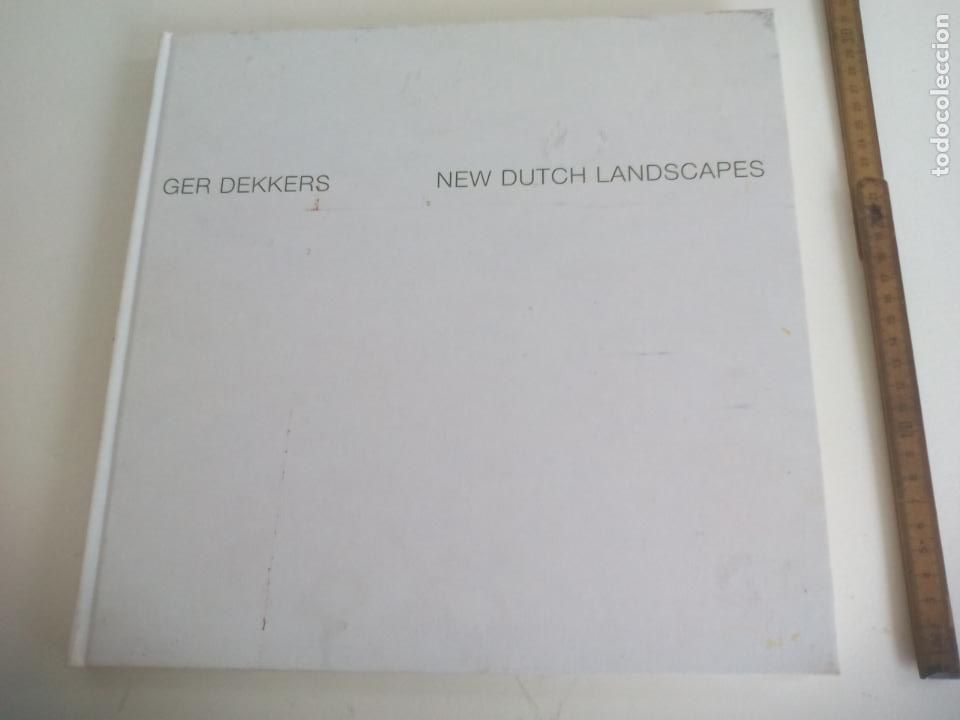 GER DEKKERS NEW DUTCH LANDSCAPES
todocoleccion